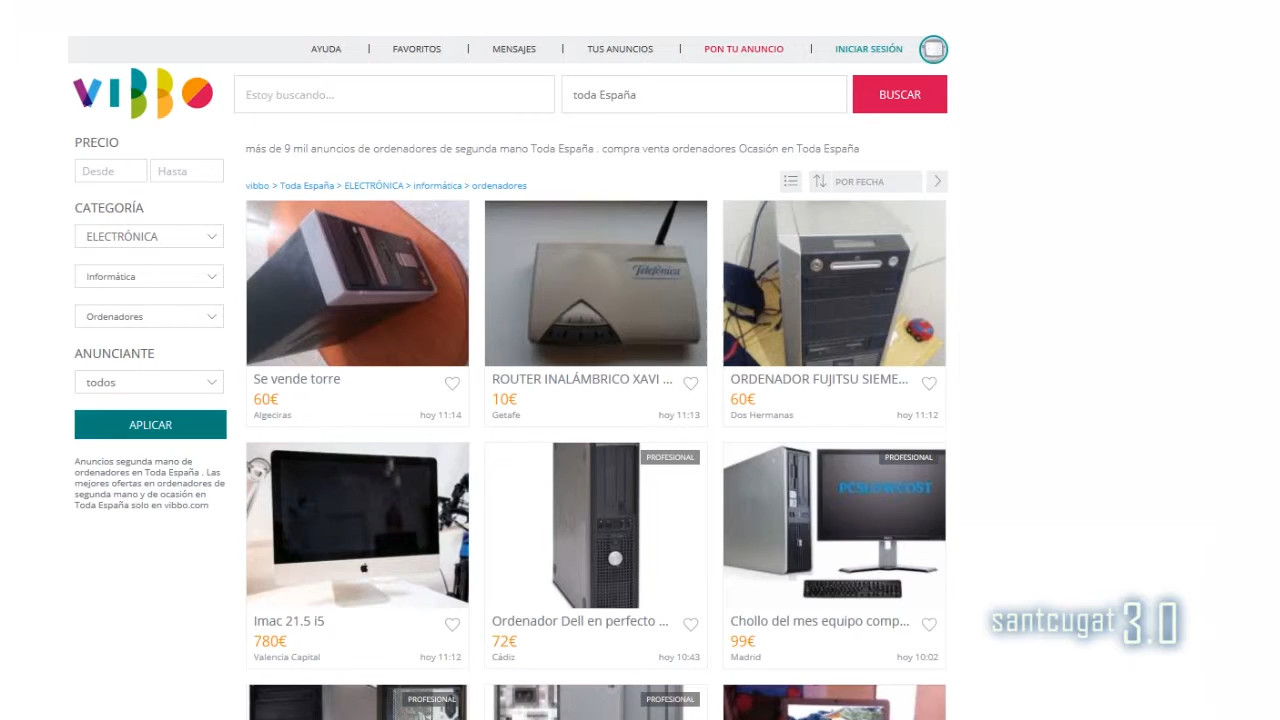 AYUDA | FAVORITOS | MENSAJES | TUS ANUNCIOS | PON TU ANUNCIO | INICIAR SESIÓN
VIBBO
Estoy buscando...
toda España
BUSCAR
PRECIO
Desde
Hasta
CATEGORÍA
ELECTRÓNICA
Informática
Ordenadores
ANUNCIANTE
todos
APLICAR
Anuncios segunda mano de
ordenadores en Toda España . Las
mejores ofertas en ordenadores de
segunda mano y de ocasión en
Toda España solo en vibbo.com
más de 9 mil anuncios de ordenadores de segunda mano Toda España . compra venta ordenadores Ocasión en Toda España
vibbo > Toda España > ELECTRÓNICA > informática > ordenadores
POR FECHA
Telefónica
Se vende torre
60€
Algeciras hoy 11:14
ROUTER INALÁMBRICO XAVI ...
10€
Getafe hoy 11:13
ORDENADOR FUJITSU SIEME...
60€
Dos Hermanas hoy 11:12
PROFESIONAL
PROFESIONAL
PCSLOWCOST
Imac 21.5 i5
780€
Valencia Capital hoy 11:12
Ordenador Dell en perfecto ...
72€
Cádiz hoy 10:43
Chollo del mes equipo comp...
99€
Madrid hoy 10:02
PROFESIONAL
PROFESIONAL
santcugat 3.0